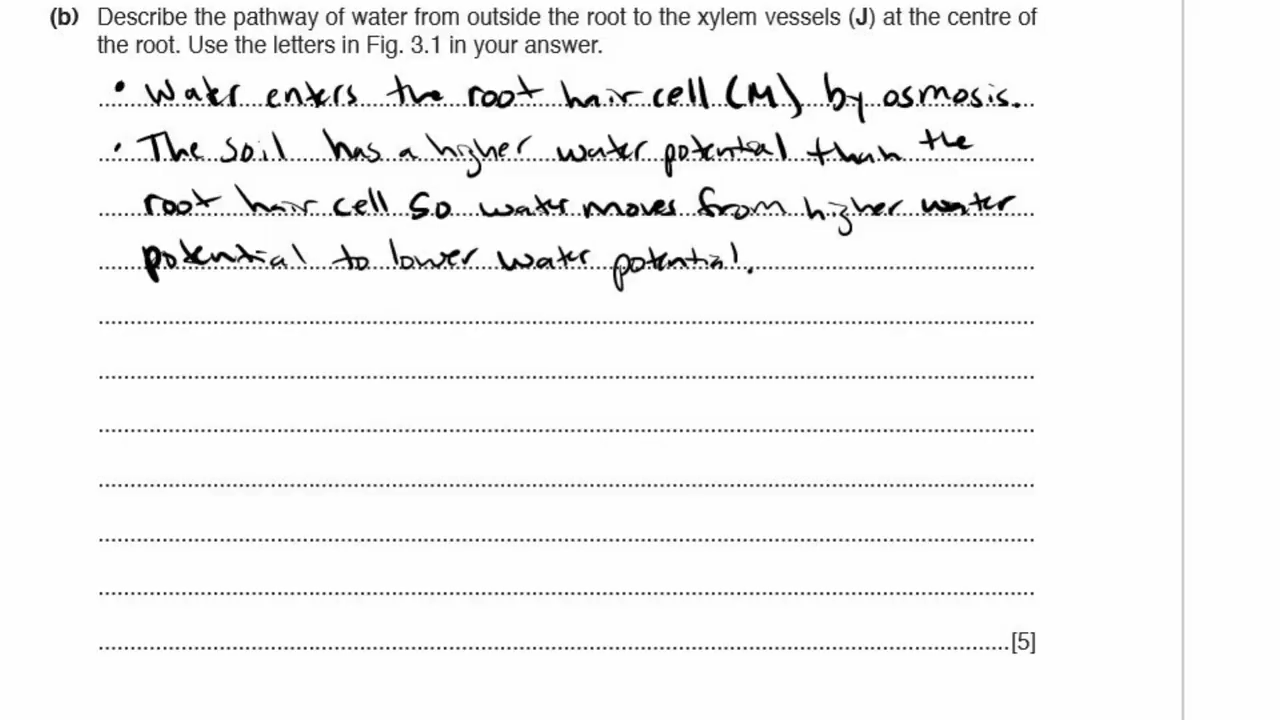 (b) Describe the pathway of water from outside the root to the xylem vessels (J) at the centre of
the root. Use the letters in Fig. 3.1 in your answer.
• Water enters the root hair cell (M) by osmosis.
• The soil has a higher water potential than the
root hair cell so water moves from higher water
potential to lower water potential.
[5]